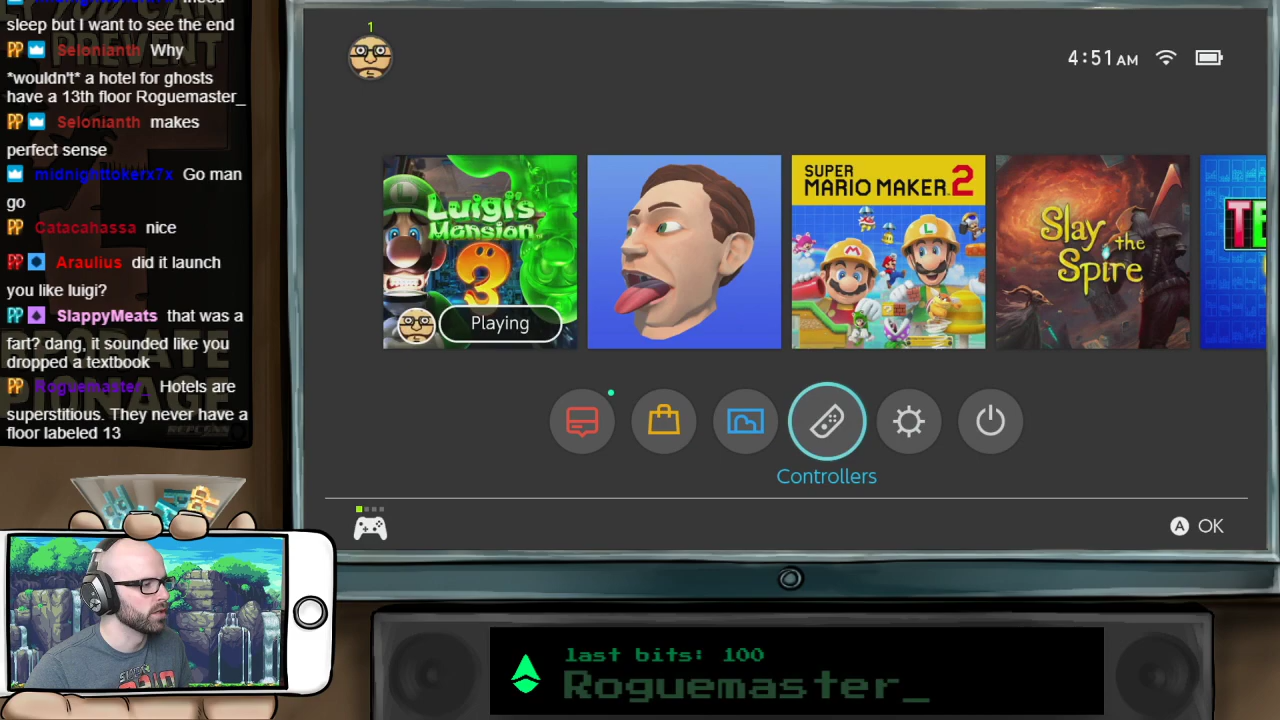 sleep but I want to see the end
Selonianth Why
*wouldn't* a hotel for ghosts
have a 13th floor Roguemaster_
Selonianth makes
perfect sense
midnighttokerx7x Go man
go
Catacahassa nice
Araulius did it launch
you like luigi?
SlappyMeats that was a
fart? dang, it sounded like you
dropped a textbook
Roguemaster_ Hotels are
superstitious. They never have a
floor labeled 13
1
4:51 AM
Luigi's
Mansion
3
Playing
SUPER
MARIO MAKER 2
Slay the
Spire
TE
Controllers
A OK
last bits: 100
Roguemaster_